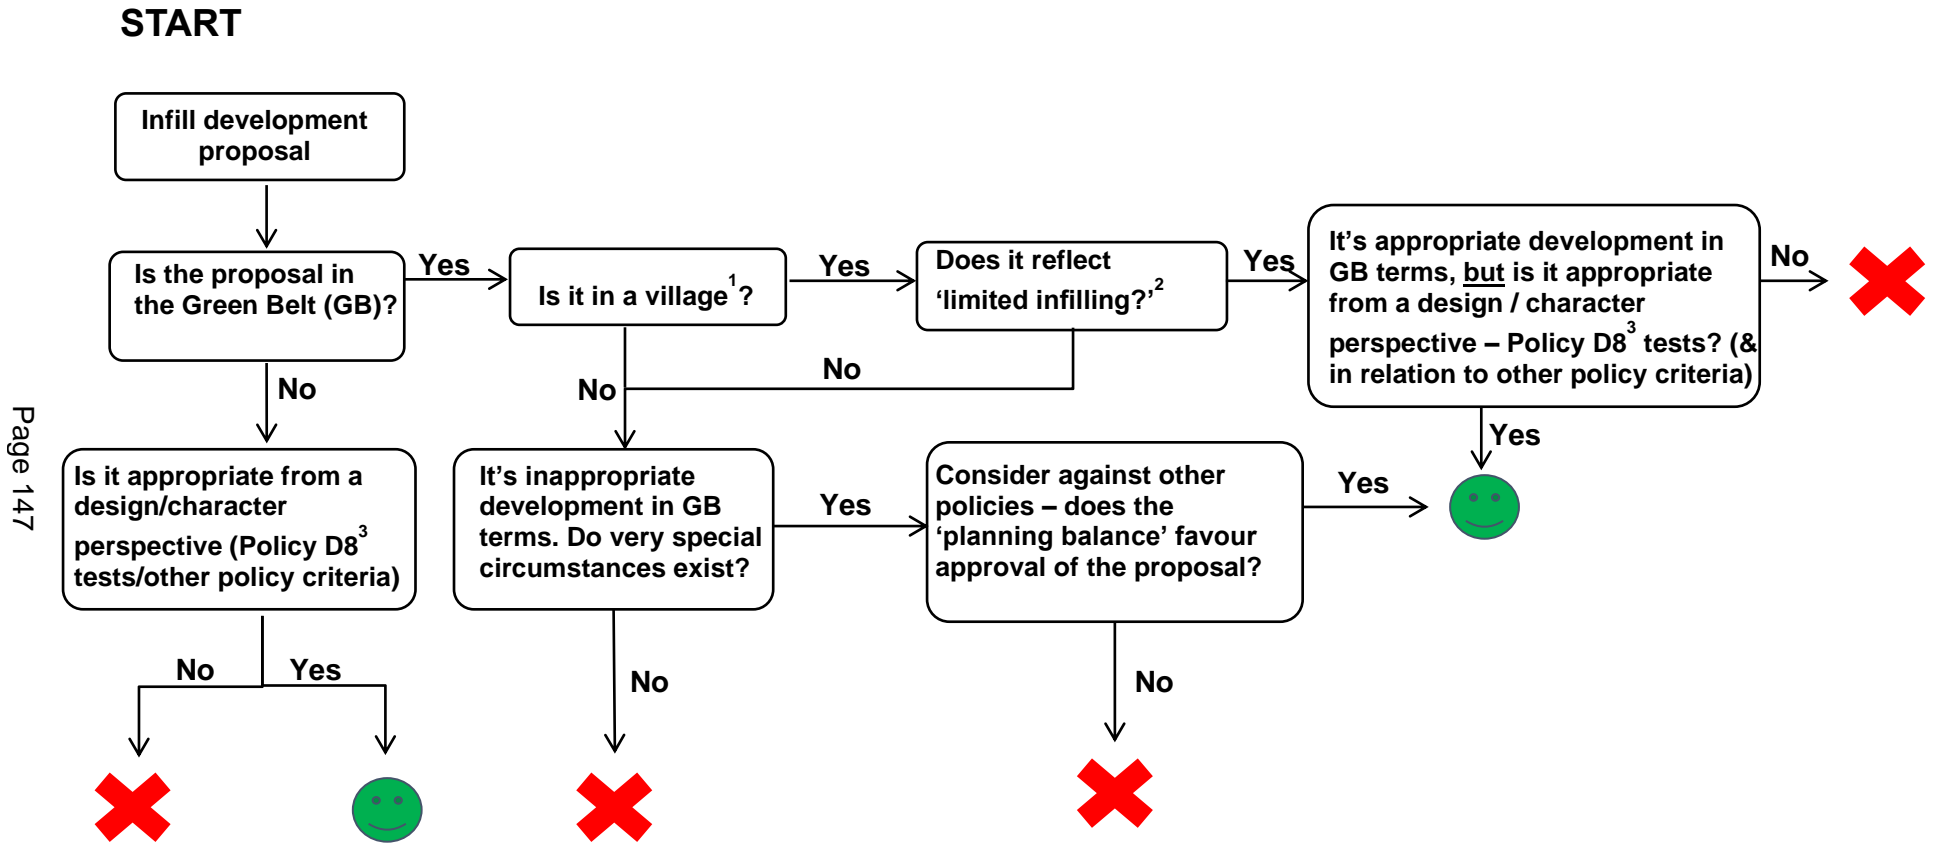 START
Infill development
proposal
Is the proposal in
the Green Belt (GB)?
Yes
Is it in a village1?
Yes
Does it reflect
‘limited infilling?’2
Yes
It’s appropriate development in
GB terms, but is it appropriate
from a design / character
perspective – Policy D83 tests? (&
in relation to other policy criteria)
No
No
No
No
Yes
Page 147
Is it appropriate from a
design/character
perspective (Policy D83
tests/other policy criteria)
It’s inappropriate
development in GB
terms. Do very special
circumstances exist?
Yes
Consider against other
policies – does the
‘planning balance’ favour
approval of the proposal?
Yes
No
Yes
No
No